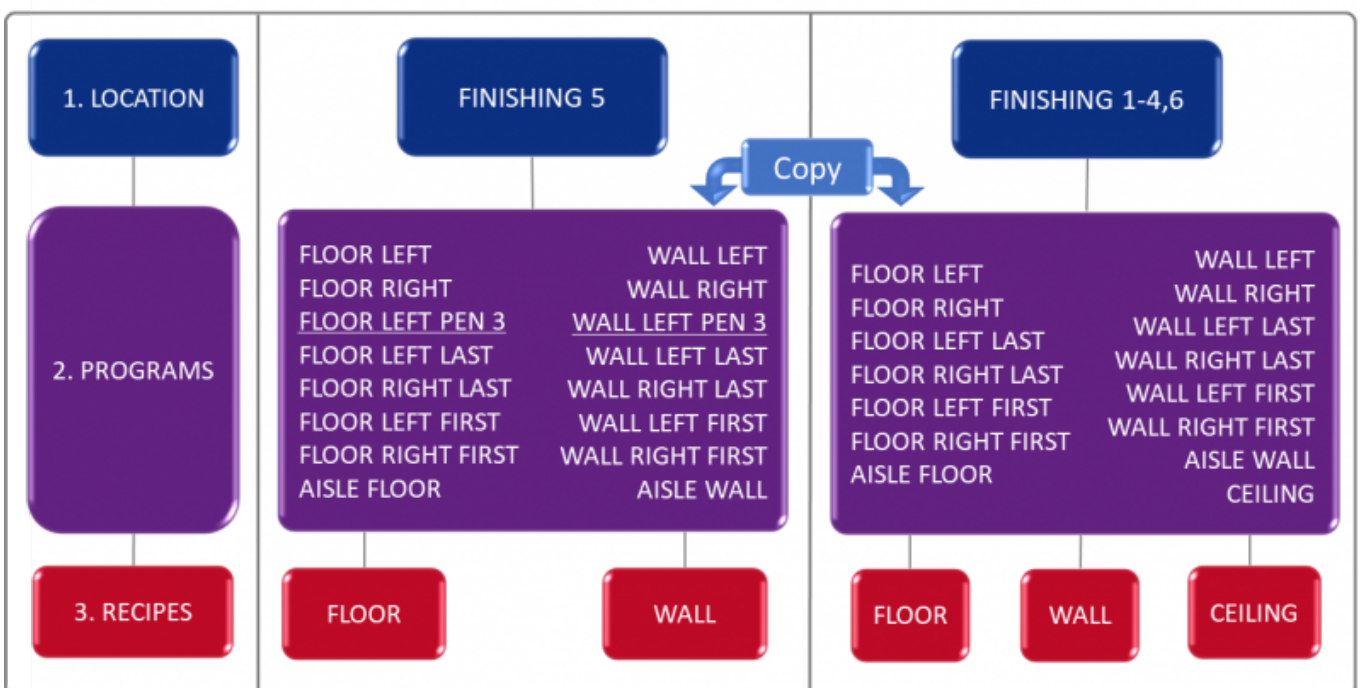 1. LOCATION
FINISHING 5
FINISHING 1-4,6
Copy
2. PROGRAMS
FLOOR LEFT
FLOOR RIGHT
FLOOR LEFT PEN 3
FLOOR LEFT LAST
FLOOR RIGHT LAST
FLOOR LEFT FIRST
FLOOR RIGHT FIRST
AISLE FLOOR
WALL LEFT
WALL RIGHT
WALL LEFT PEN 3
WALL LEFT LAST
WALL RIGHT LAST
WALL LEFT FIRST
WALL RIGHT FIRST
AISLE WALL
FLOOR LEFT
FLOOR RIGHT
FLOOR LEFT LAST
FLOOR RIGHT LAST
FLOOR LEFT FIRST
FLOOR RIGHT FIRST
AISLE FLOOR
WALL LEFT
WALL RIGHT
WALL LEFT LAST
WALL RIGHT LAST
WALL LEFT FIRST
WALL RIGHT FIRST
AISLE WALL
CEILING
3. RECIPES
FLOOR
WALL
FLOOR
WALL
CEILING